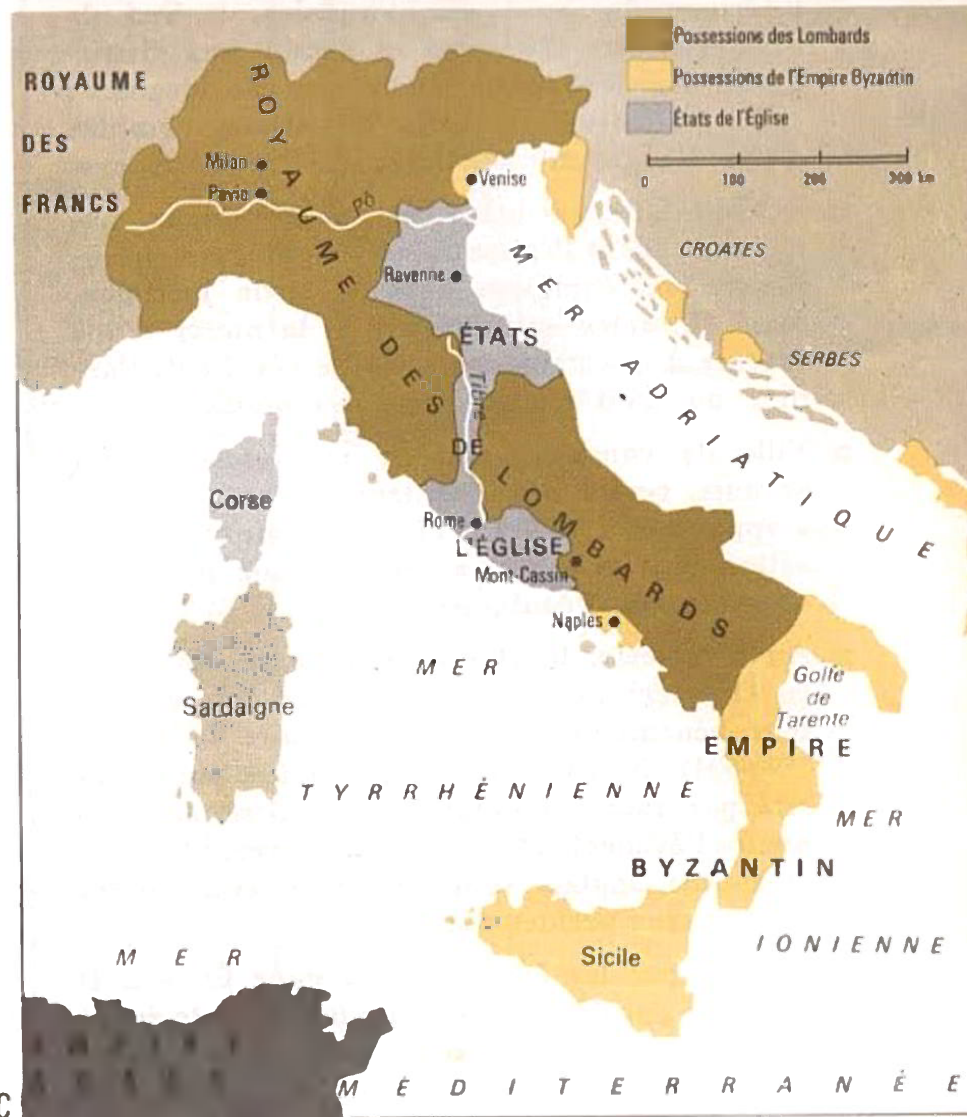 Possessions des Lombards
Possessions de l'Empire Byzantin
États de l'Église
0 100 200 300 km
ROYAUME
DES
FRANCS
ROYAUME DES LOMBARDS
Milan
Pavie
Pô
Venise
Ravenne
CROATES
SERBES
MER ADRIATIQUE
ÉTATS
Tibre
DE
L'ÉGLISE
Corse
Rome
Mont-Cassin
Naples
Sardaigne
MER
TYRRHÉNIENNE
Golfe
de
Tarente
EMPIRE
BYZANTIN
MER
IONIENNE
Sicile
MER
MÉDITERRANÉE
C